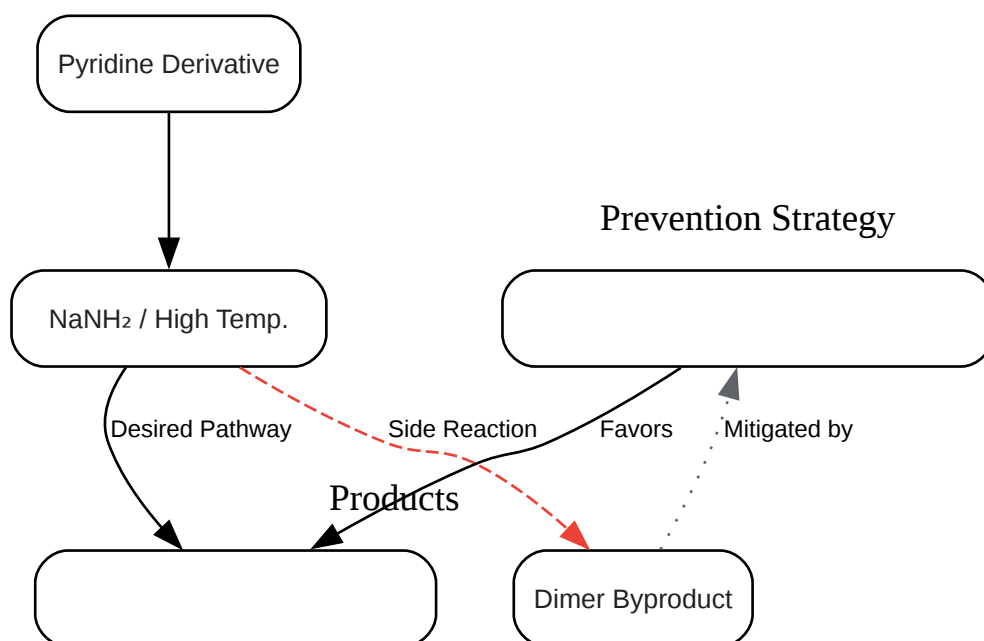 Pyridine Derivative
Prevention Strategy
NaNH₂ / High Temp.
Desired Pathway
Side Reaction
Favors
Mitigated by
Products
Dimer Byproduct